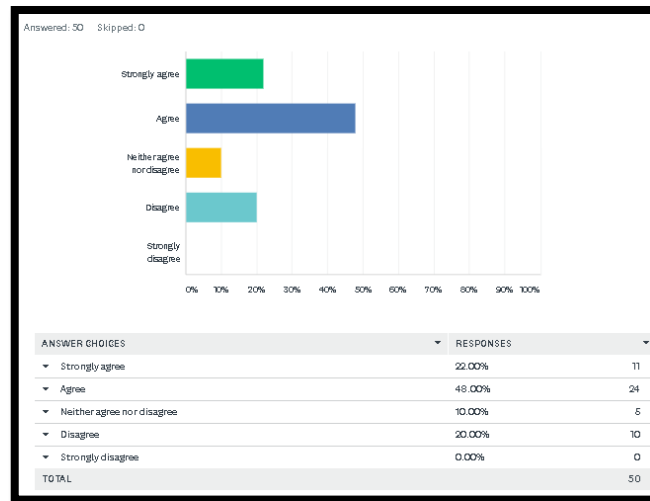 Answered: 50 Skipped: 0
Strongly agree
Agree
Neither agree
nor disagree
Disagree
Strongly
disagree
0% 10% 20% 30% 40% 50% 60% 70% 80% 90% 100%
ANSWER CHOICES RESPONSES
Strongly agree 22.00% 11
Agree 48.00% 24
Neither agree nor disagree 10.00% 5
Disagree 20.00% 10
Strongly disagree 0.00% 0
TOTAL 50